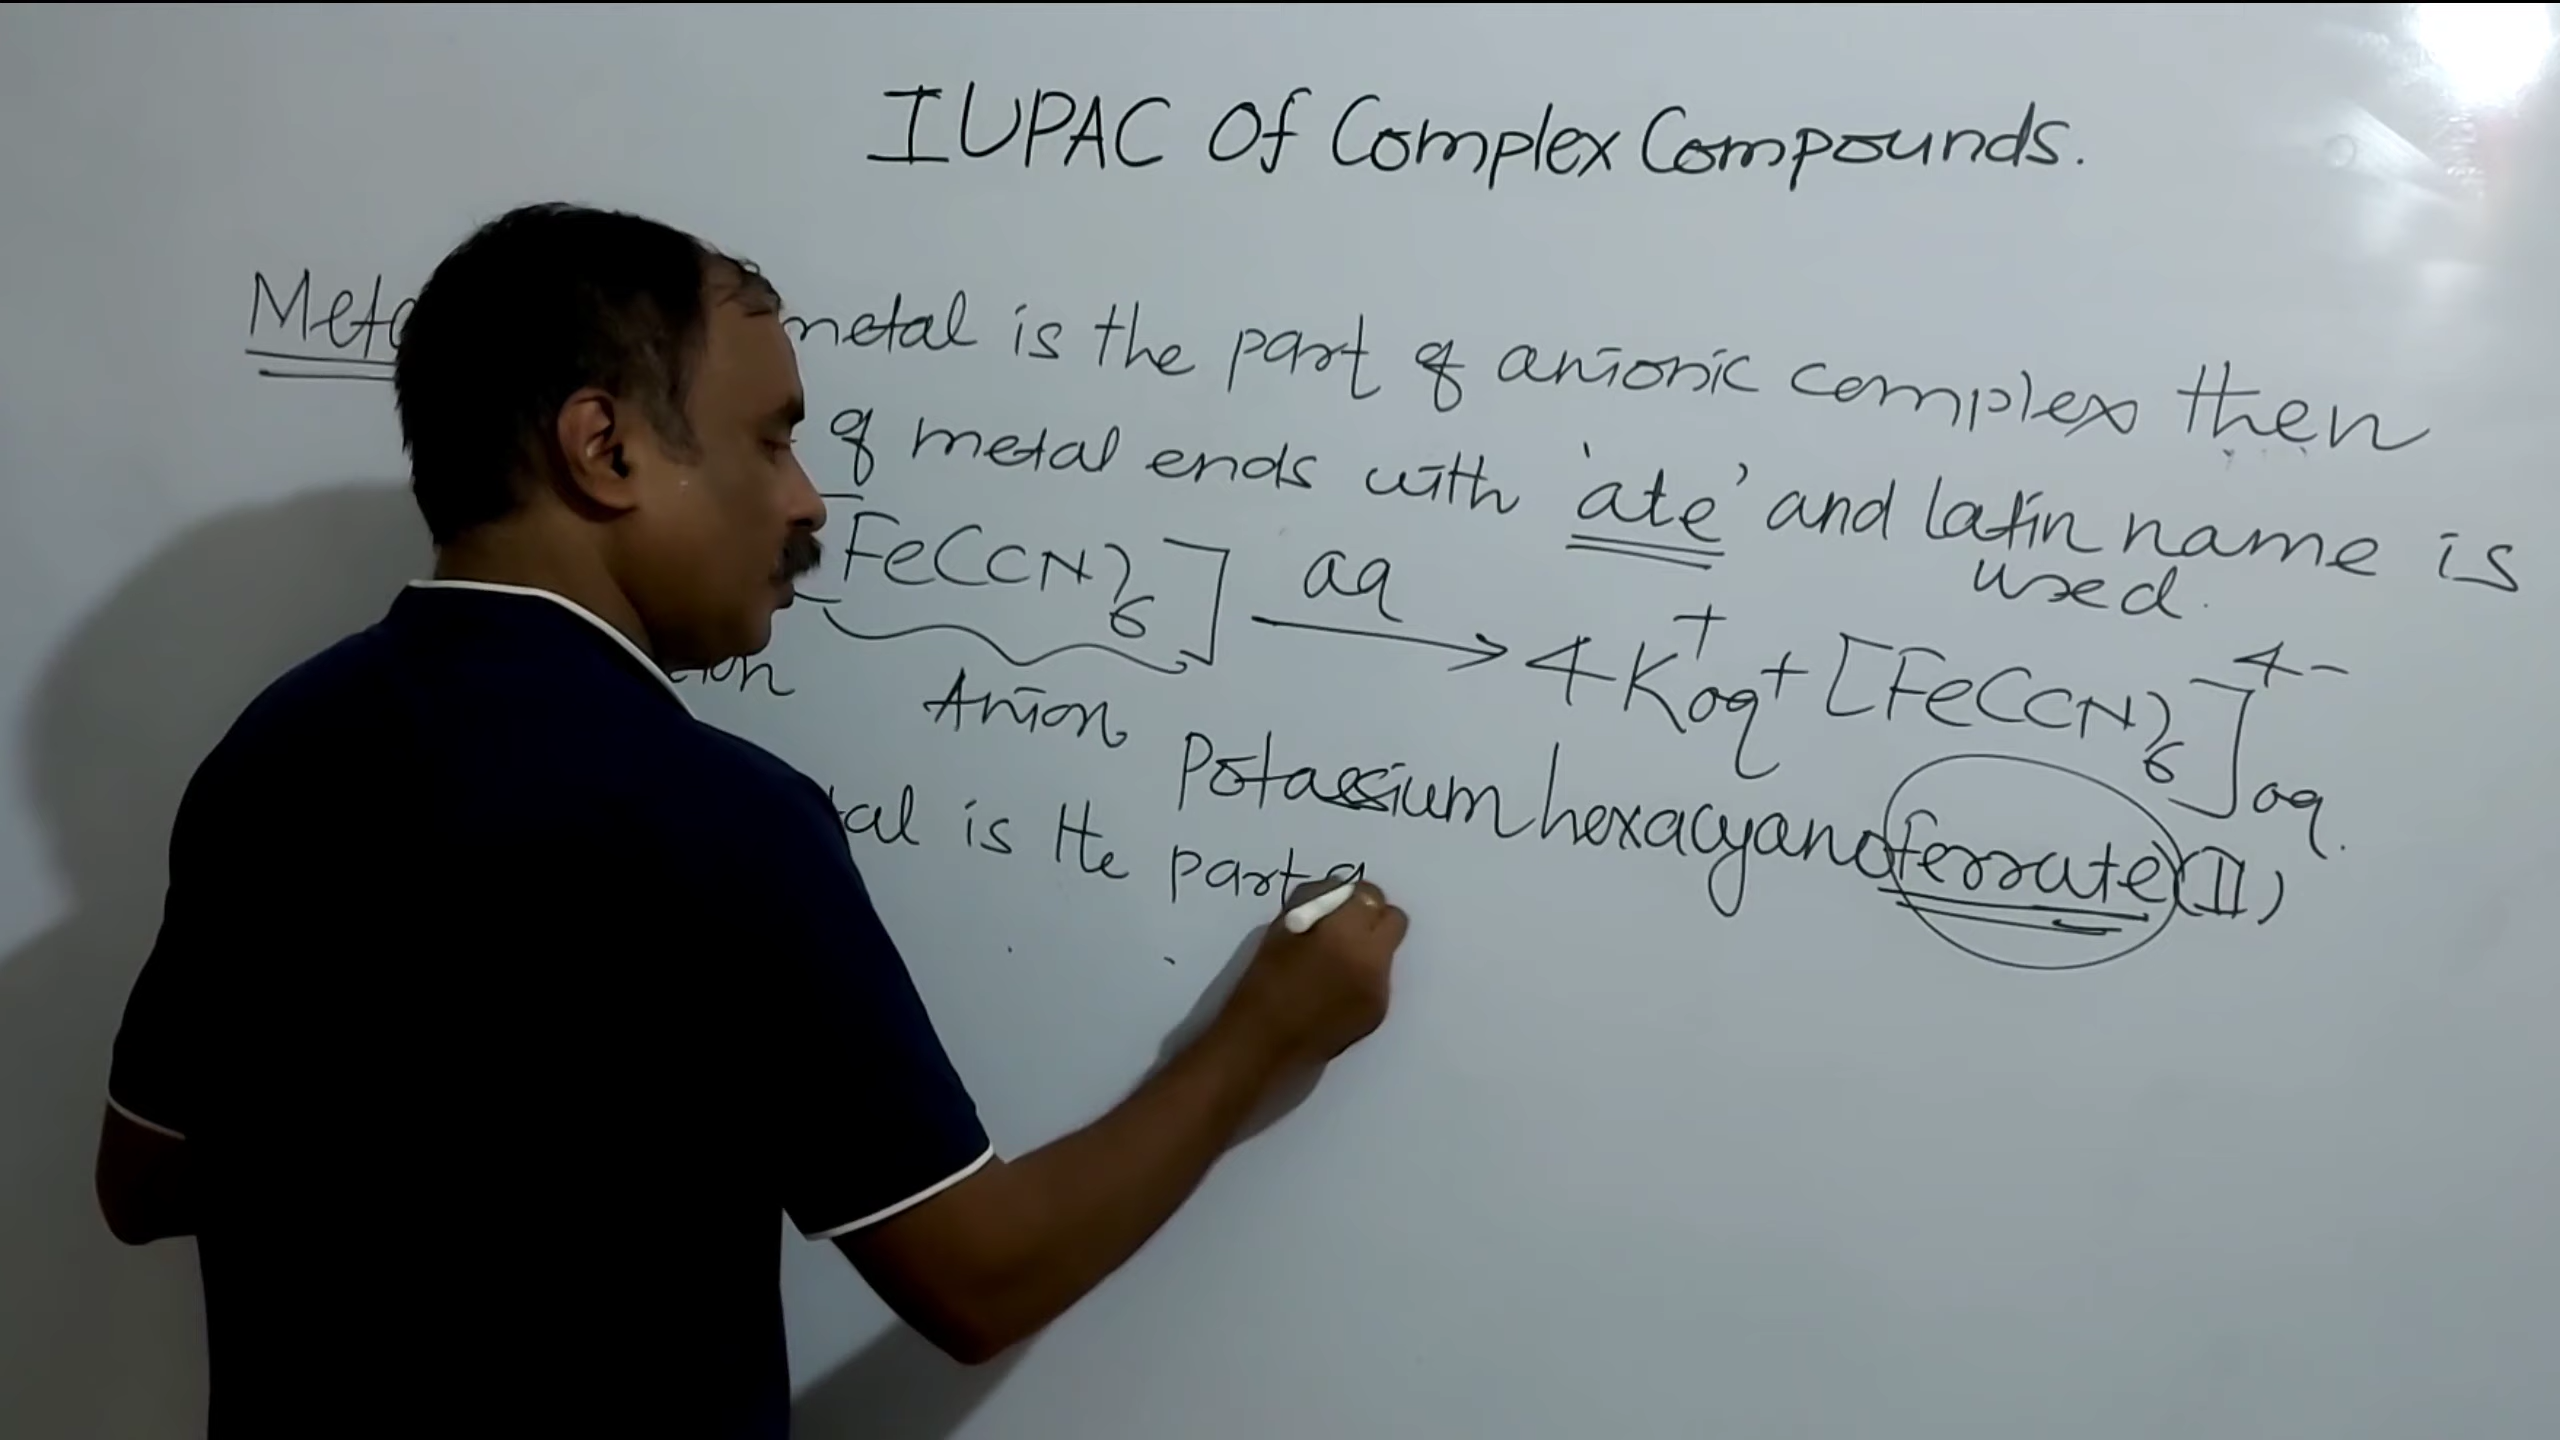 IUPAC Of Complex Compounds.
metal is the part of anionic complex then
of metal ends with 'ate' and latin name is
used.
Fe(CN)6] aq → 4K+aq + [Fe(CN)6]4-aq.
Anion
Potassium hexacyanoferrate(II)
is the part